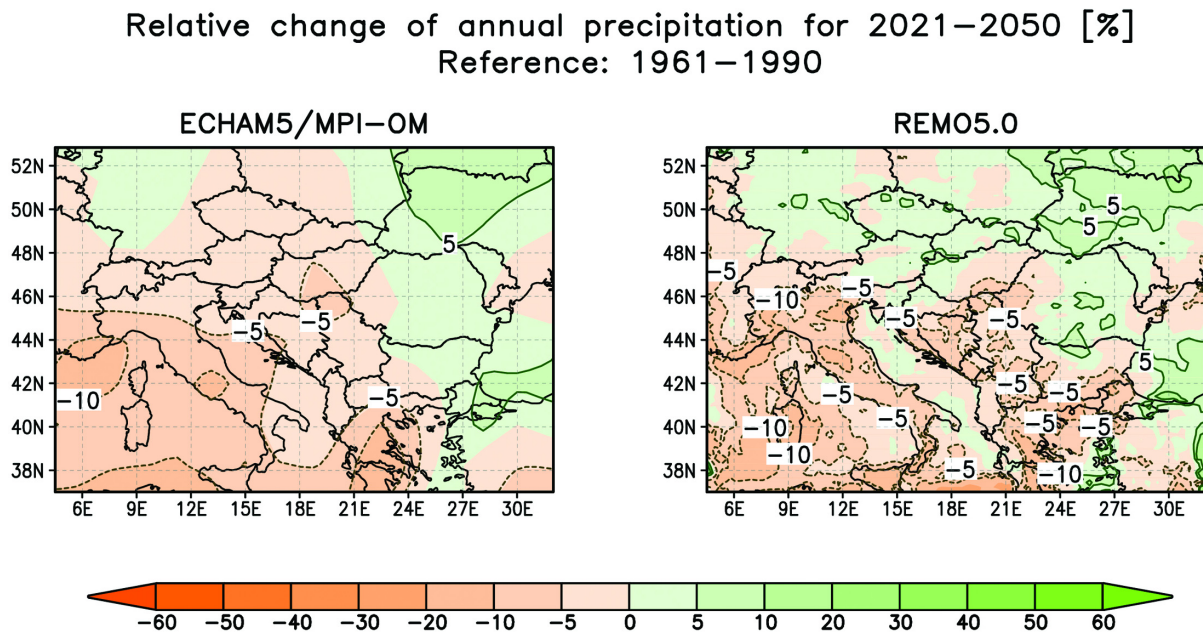 Relative change of annual precipitation for 2021−2050 [%]
Reference: 1961−1990
ECHAM5/MPI−OM
REMO5.0
52N
50N
48N
46N
44N
42N
40N
38N
5
−5
−5
−10
−5
6E 9E 12E 15E 18E 21E 24E 27E 30E
52N
50N
48N
46N
44N
42N
40N
38N
5
5
−5
−5
−10
−5
−5
5
−5
−5
−5
−5
−10
−5
−5
−10
−5
−10
6E 9E 12E 15E 18E 21E 24E 27E 30E
−60 −50 −40 −30 −20 −10 −5 0 5 10 20 30 40 50 60